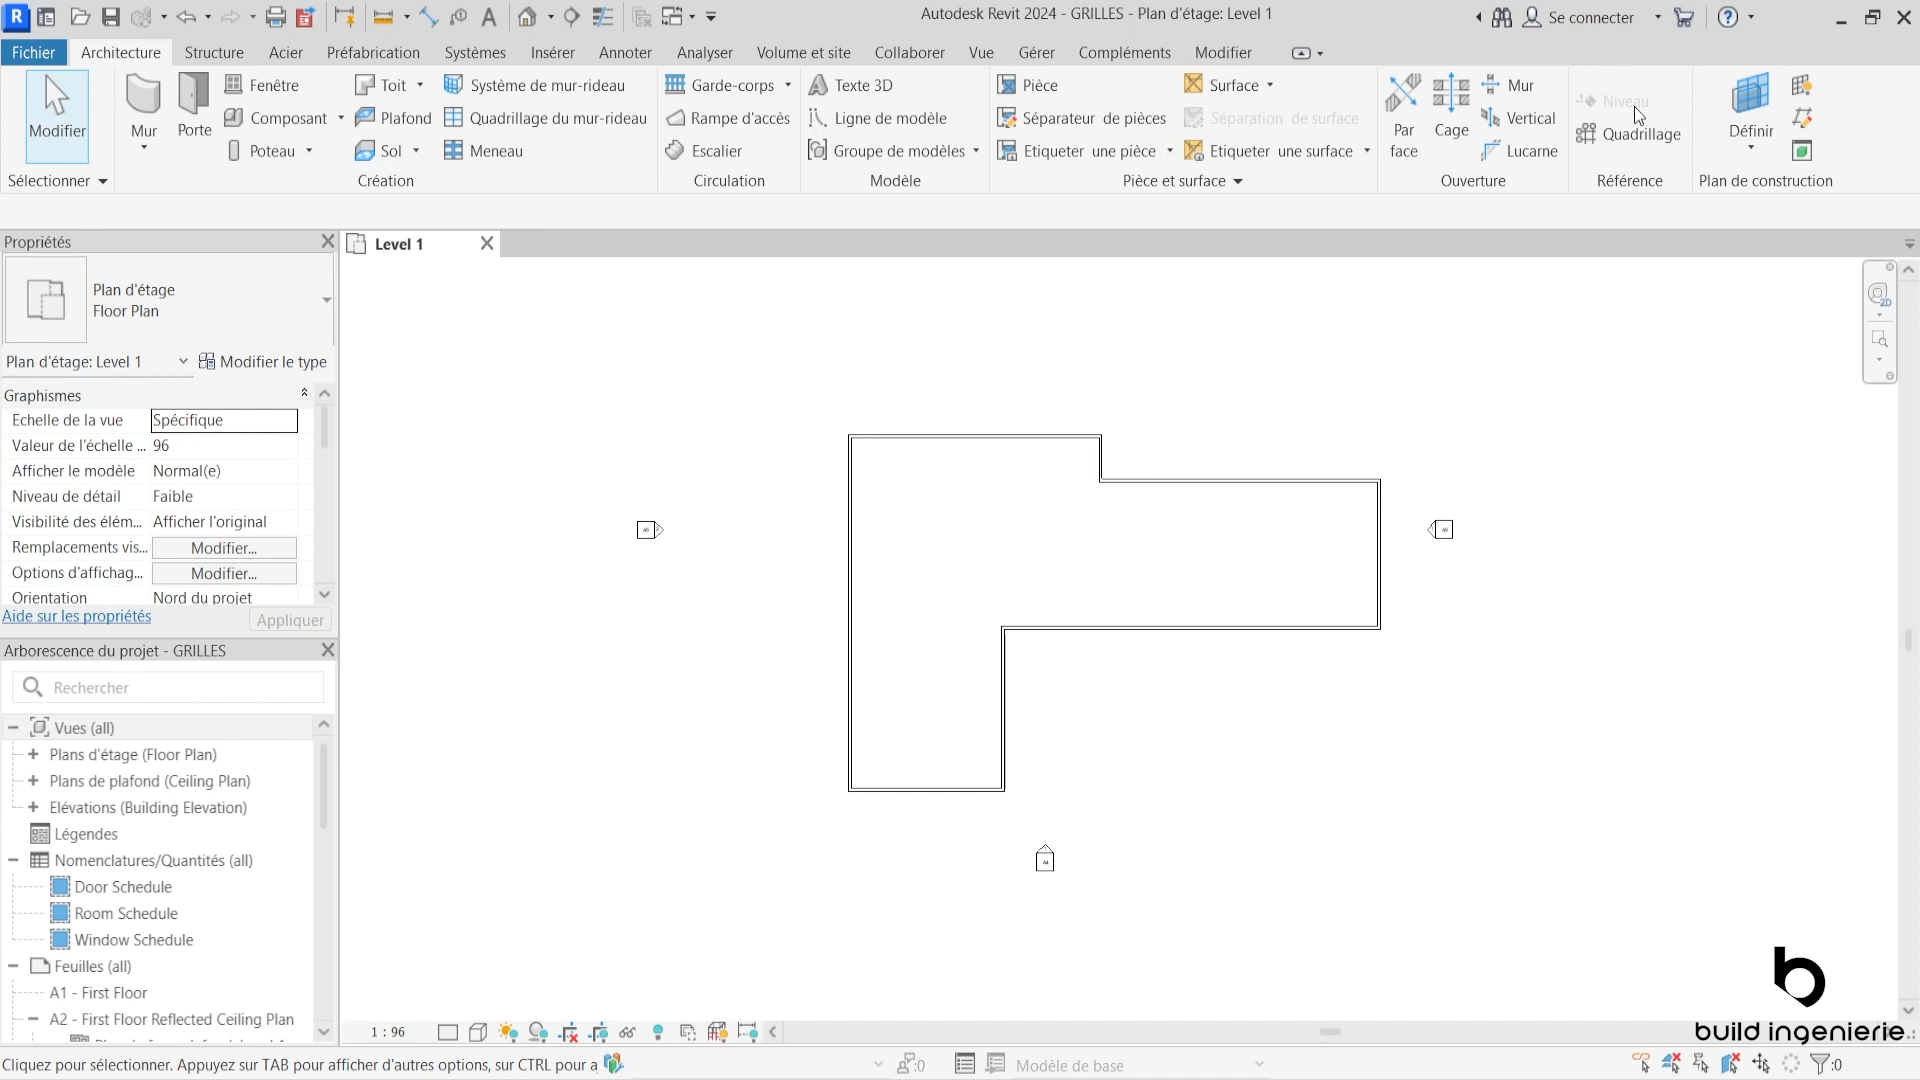 Autodesk Revit 2024 - GRILLES - Plan d'étage: Level 1
Se connecter
Fichier Architecture Structure Acier Préfabrication Systèmes Insérer Annoter Analyser Volume et site Collaborer Vue Gérer Compléments Modifier
Modifier
Mur
Porte
Fenêtre
Composant
Poteau
Toit
Plafond
Sol
Système de mur-rideau
Quadrillage du mur-rideau
Meneau
Garde-corps
Rampe d'accès
Escalier
Texte 3D
Ligne de modèle
Groupe de modèles
Pièce
Séparateur de pièces
Etiqueter une pièce
Surface
Séparation de surface
Etiqueter une surface
Par face
Cage
Mur
Vertical
Lucarne
Niveau
Quadrillage
Définir
Sélectionner Création Circulation Modèle Pièce et surface Ouverture Référence Plan de construction
Propriétés
Level 1
Plan d'étage
Floor Plan
Plan d'étage: Level 1 Modifier le type
Graphismes
Echelle de la vue Spécifique
Valeur de l'échelle ... 96
Afficher le modèle Normal(e)
Niveau de détail Faible
Visibilité des élém... Afficher l'original
Remplacements vis... Modifier...
Options d'affichag... Modifier...
Orientation Nord du projet
Aide sur les propriétés Appliquer
Arborescence du projet - GRILLES
Rechercher
Vues (all)
Plans d'étage (Floor Plan)
Plans de plafond (Ceiling Plan)
Elévations (Building Elevation)
Légendes
Nomenclatures/Quantités (all)
Door Schedule
Room Schedule
Window Schedule
Feuilles (all)
A1 - First Floor
A2 - First Floor Reflected Ceiling Plan
2D
1 : 96
build ingenierie
Cliquez pour sélectionner. Appuyez sur TAB pour afficher d'autres options, sur CTRL pour a
:0
Modèle de base
:0